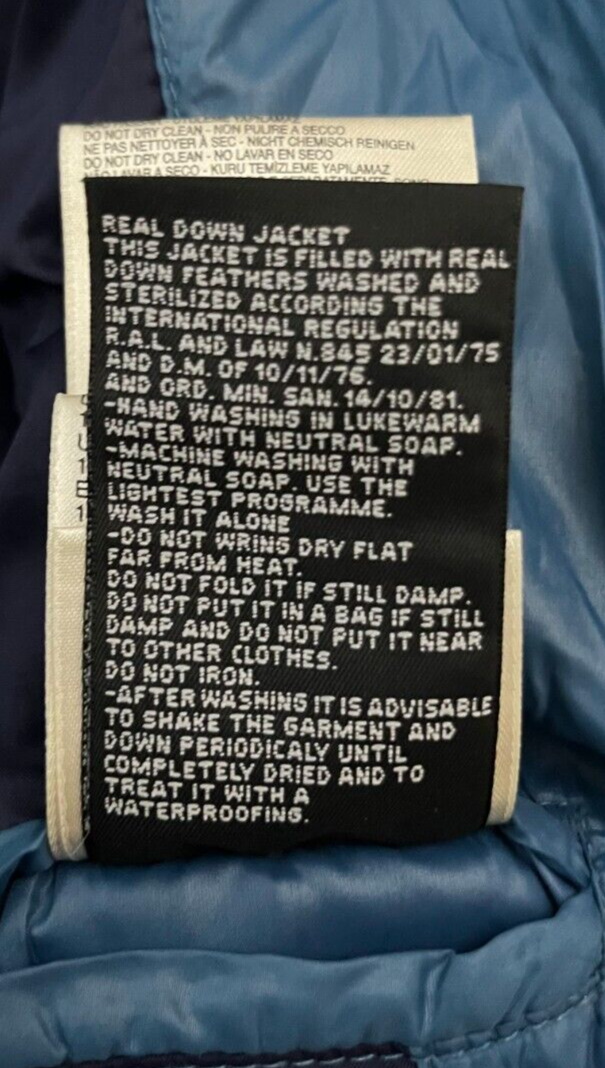 DO NOT DRY CLEAN - NON PULIRE A SECCO
NE PAS NETTOYER À SEC - NICHT CHEMISCH REINIGEN
DO NOT DRY CLEAN - NO LAVAR EN SECO
A SECO - KURU TEMİZLEME YAPILAMAZ
REAL DOWN JACKET
THIS JACKET IS FILLED WITH REAL
DOWN FEATHERS WASHED AND
STERILIZED ACCORDING THE
INTERNATIONAL REGULATION
R.A.L. AND LAW N.845 23/01/75
AND D.M. OF 10/11/76.
AND ORD. MIN. SAN. 14/10/81.
-HAND WASHING IN LUKEWARM
WATER WITH NEUTRAL SOAP.
-MACHINE WASHING WITH
NEUTRAL SOAP. USE THE
LIGHTEST PROGRAMME.
WASH IT ALONE
-DO NOT WRING DRY FLAT
FAR FROM HEAT.
DO NOT FOLD IT IF STILL DAMP.
DO NOT PUT IT IN A BAG IF STILL
DAMP AND DO NOT PUT IT NEAR
TO OTHER CLOTHES.
DO NOT IRON.
-AFTER WASHING IT IS ADVISABLE
TO SHAKE THE GARMENT AND
DOWN PERIODICALY UNTIL
COMPLETELY DRIED AND TO
TREAT IT WITH A
WATERPROOFING.